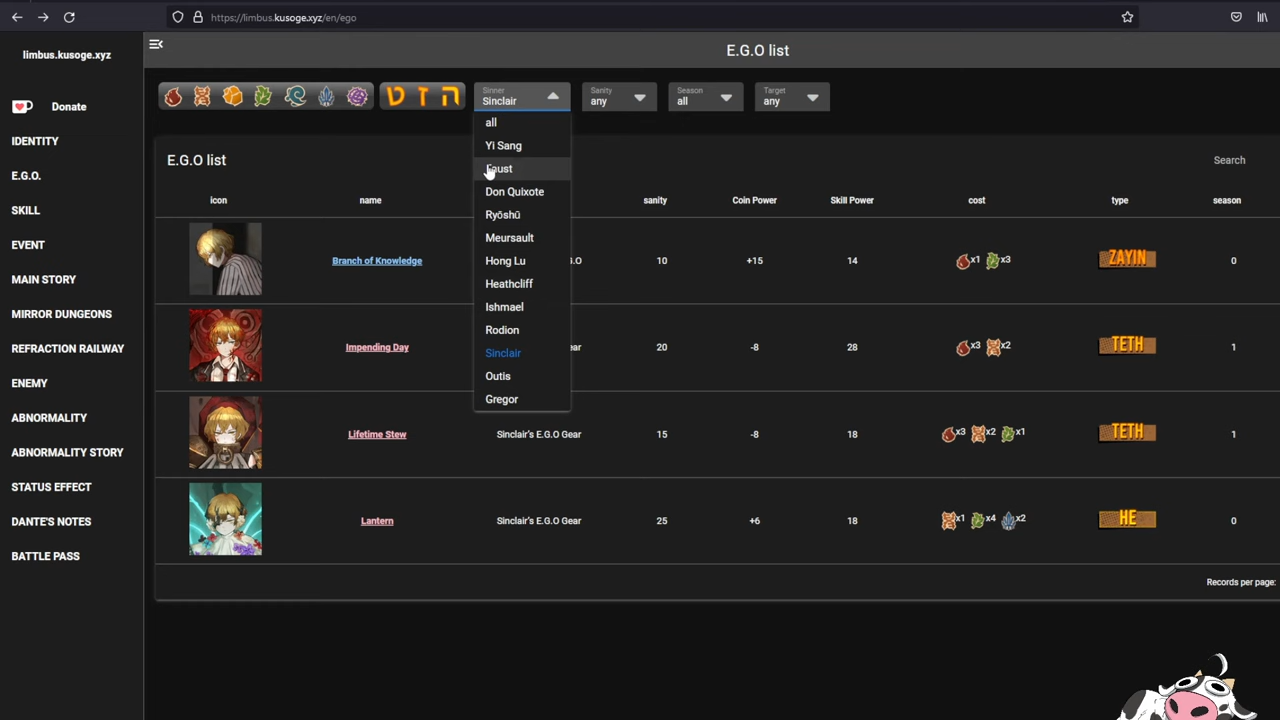 https://limbus.kusoge.xyz/en/ego
limbus.kusoge.xyz
Donate
IDENTITY
E.G.O.
SKILL
EVENT
MAIN STORY
MIRROR DUNGEONS
REFRACTION RAILWAY
ENEMY
ABNORMALITY
ABNORMALITY STORY
STATUS EFFECT
DANTE'S NOTES
BATTLE PASS
E.G.O list
ט ז ה
Sinner
Sinclair
Sanity
any
Season
all
Target
any
all
Yi Sang
Faust
Don Quixote
Ryōshū
Meursault
Hong Lu
Heathcliff
Ishmael
Rodion
Sinclair
Outis
Gregor
E.G.O list
Search
icon name sanity Coin Power Skill Power cost type season
Branch of Knowledge G.O 10 +15 14 x1 x3 ZAYIN 0
Impending Day ear 20 -8 28 x3 x2 TETH 1
Lifetime Stew Sinclair's E.G.O Gear 15 -8 18 x3 x2 x1 TETH 1
Lantern Sinclair's E.G.O Gear 25 +6 18 x1 x4 x2 HE 0
Records per page: